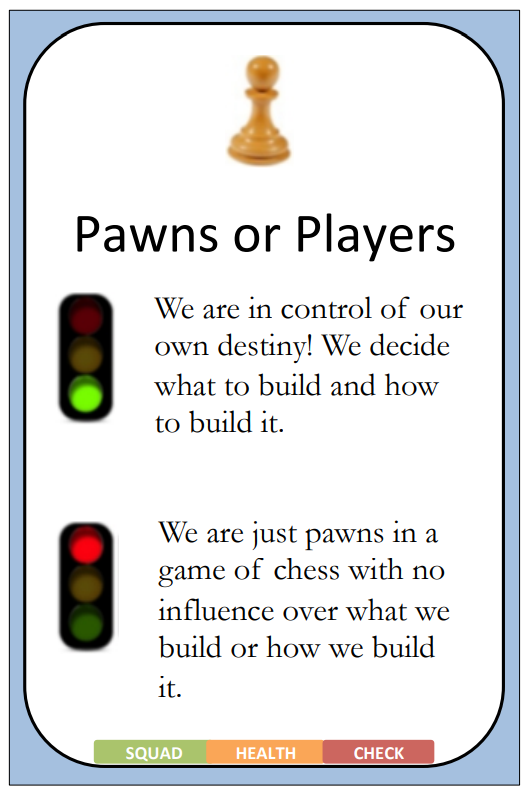 Pawns or Players
We are in control of our
own destiny! We decide
what to build and how
to build it.
We are just pawns in a
game of chess with no
influence over what we
build or how we build
it.
SQUAD HEALTH CHECK